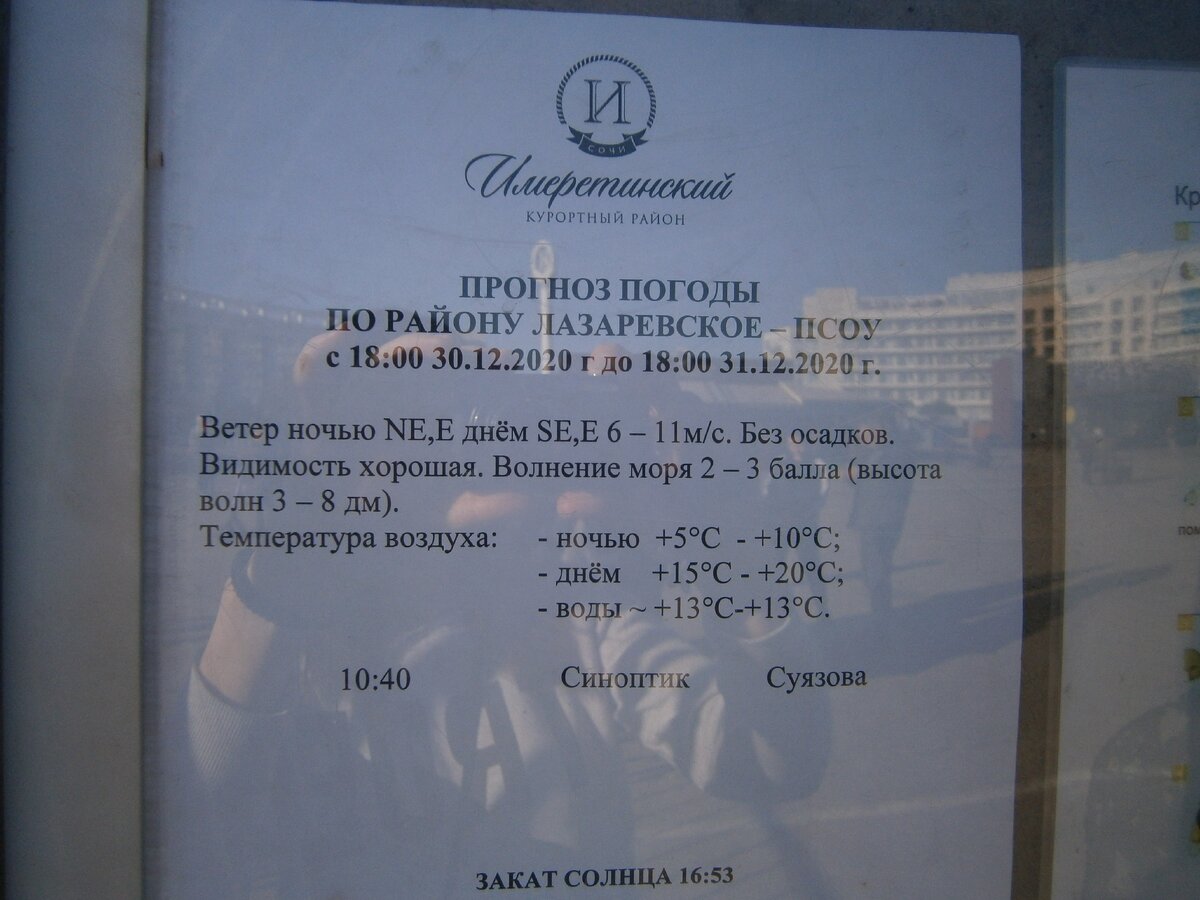 И
СОЧИ
Имеретинский
КУРОРТНЫЙ РАЙОН
ПРОГНОЗ ПОГОДЫ
ПО РАЙОНУ ЛАЗАРЕВСКОЕ – ПСОУ
с 18:00 30.12.2020 г до 18:00 31.12.2020 г.
Ветер ночью NE,E днём SE,E 6 – 11м/с. Без осадков.
Видимость хорошая. Волнение моря 2 – 3 балла (высота
волн 3 – 8 дм).
Температура воздуха: - ночью +5°C - +10°C;
- днём +15°C - +20°C;
- воды ~ +13°C-+13°C.
10:40 Синоптик Суязова
ЗАКАТ СОЛНЦА 16:53